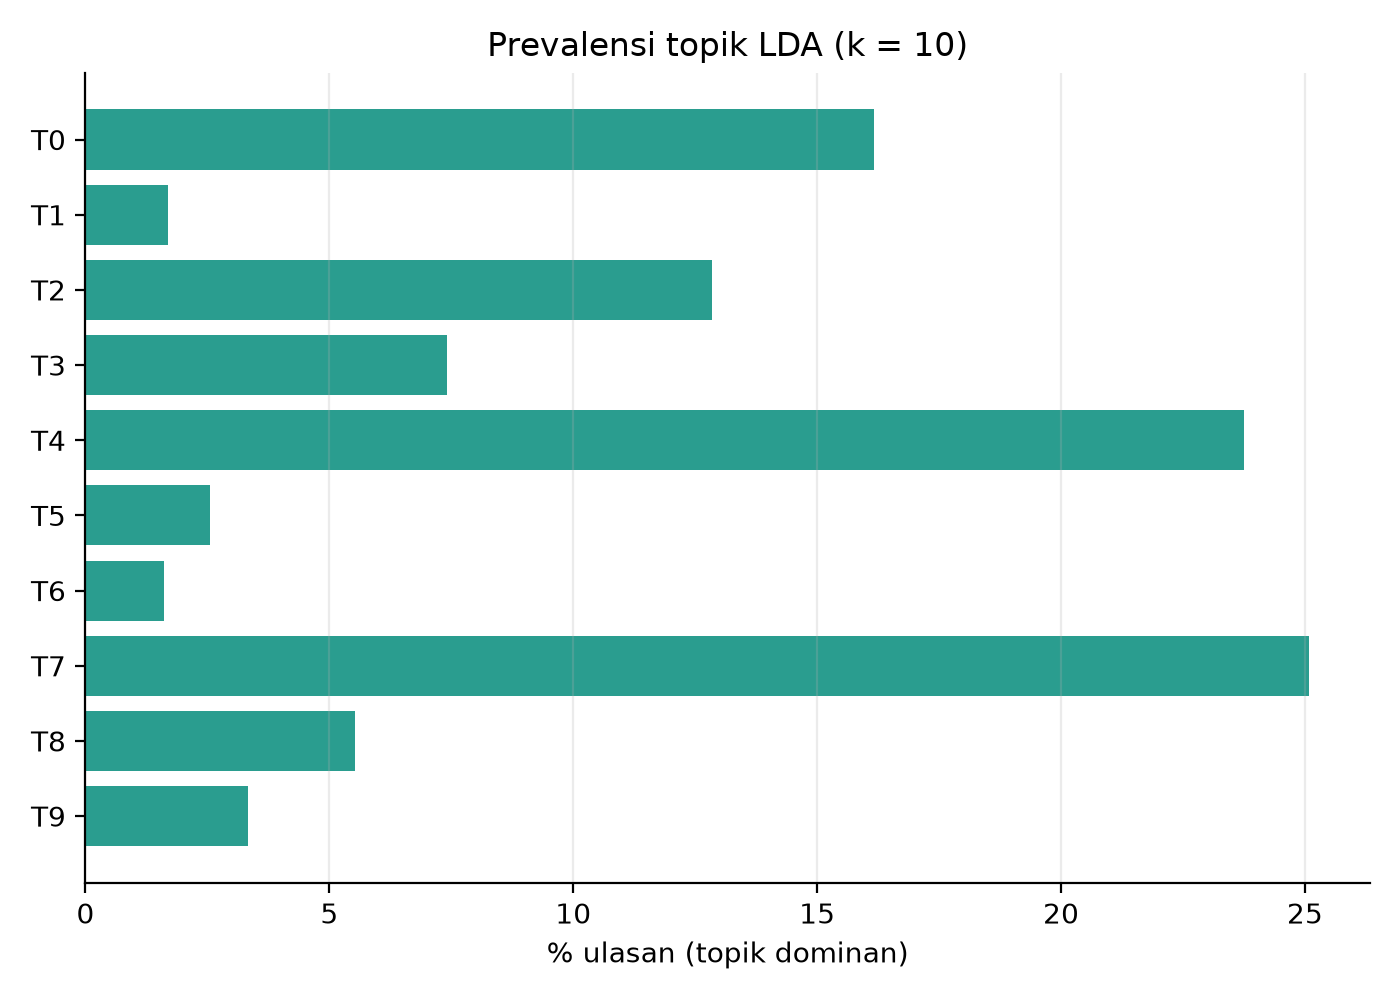 Prevalensi topik LDA (k = 10)
T0
T1
T2
T3
T4
T5
T6
T7
T8
T9
0 5 10 15 20 25
% ulasan (topik dominan)